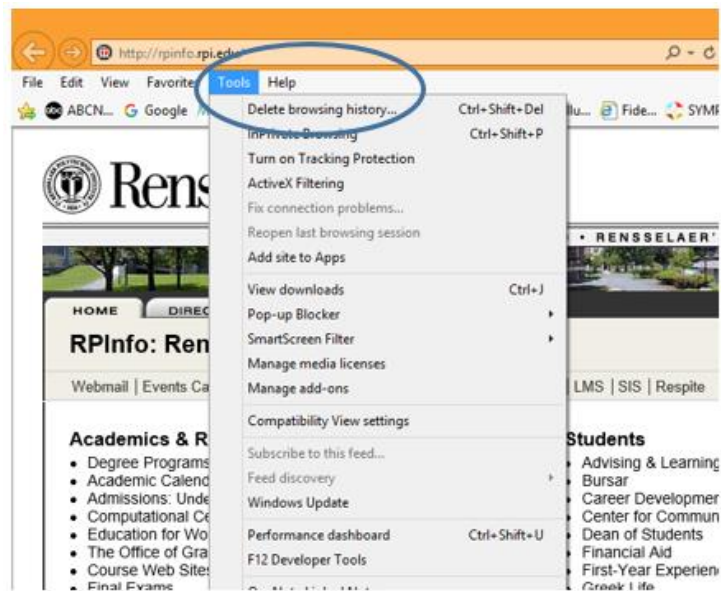 http://rpinfo.rpi.edu
File Edit View Favorites Tools Help
ABCN... G Google lu... Fide... SYMF
Delete browsing history... Ctrl+Shift+Del
InPrivate Browsing Ctrl+Shift+P
Turn on Tracking Protection
ActiveX Filtering
Fix connection problems...
Reopen last browsing session
Add site to Apps
View downloads Ctrl+J
Pop-up Blocker
SmartScreen Filter
Manage media licenses
Manage add-ons
Compatibility View settings
Subscribe to this feed...
Feed discovery
Windows Update
Performance dashboard Ctrl+Shift+U
F12 Developer Tools
Rens
• RENSSELAER'
HOME DIREC
RPInfo: Ren
Webmail | Events Ca | LMS | SIS | Respite
Academics & R
• Degree Programs
• Academic Calend
• Admissions: Unde
• Computational Ce
• Education for Wo
• The Office of Gra
• Course Web Sites
• Final Exams
Students
• Advising & Learning
• Bursar
• Career Developmer
• Center for Commun
• Dean of Students
• Financial Aid
• First-Year Experien
• Greek Life